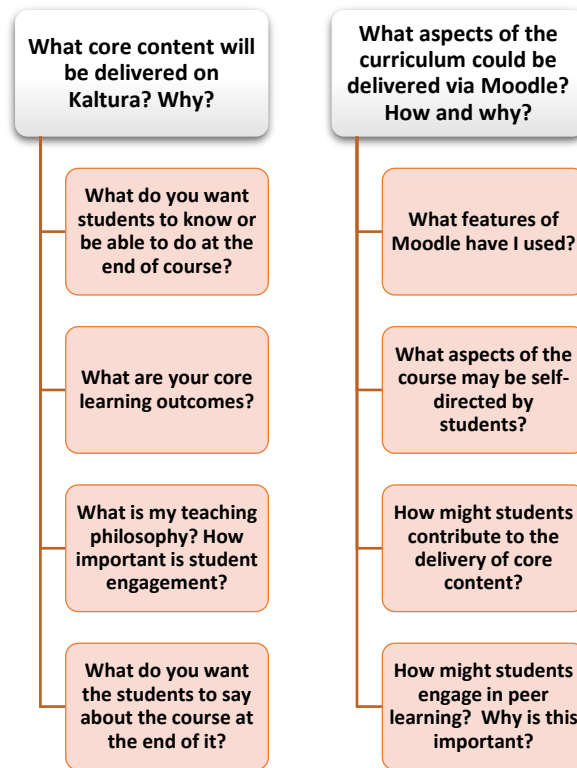 What core content will
be delivered on
Kaltura? Why?
What do you want
students to know or
be able to do at the
end of course?
What are your core
learning outcomes?
What is my teaching
philosophy? How
important is student
engagement?
What do you want
the students to say
about the course at
the end of it?
What aspects of the
curriculum could be
delivered via Moodle?
How and why?
What features of
Moodle have I used?
What aspects of the
course may be self-
directed by
students?
How might students
contribute to the
delivery of core
content?
How might students
engage in peer
learning?  Why is this
important?